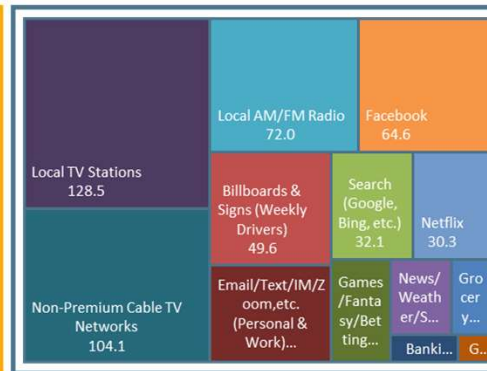 Local TV Stations
128.5
Non-Premium Cable TV
Networks
104.1
Local AM/FM Radio
72.0
Facebook
64.6
Billboards &
Signs (Weekly
Drivers)
49.6
Search
(Google,
Bing, etc.)
32.1
Netflix
30.3
Email/Text/IM/Z
oom,etc.
(Personal &
Work)...
Games
/Fanta
sy/Bet
ting...
News/
Weath
er/S...
Gro
cer
y...
Banki...
G...